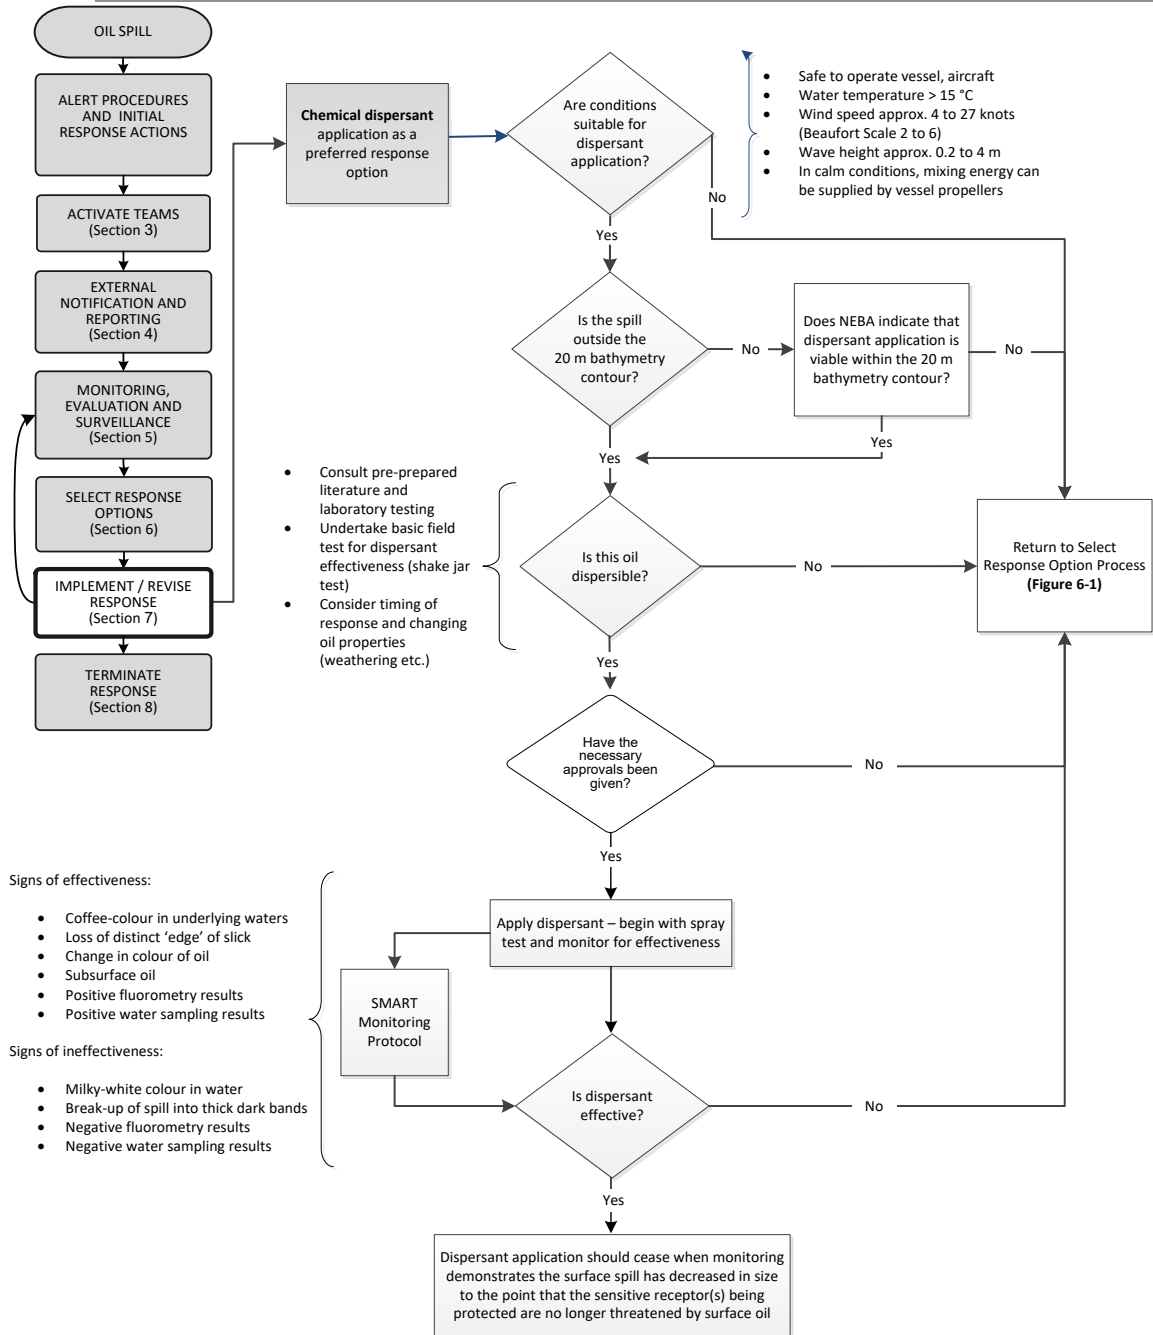 OIL SPILL
ALERT PROCEDURES
AND INITIAL
RESPONSE ACTIONS
ACTIVATE TEAMS
(Section 3)
EXTERNAL
NOTIFICATION AND
REPORTING
(Section 4)
MONITORING,
EVALUATION AND
SURVEILLANCE
(Section 5)
SELECT RESPONSE
OPTIONS
(Section 6)
IMPLEMENT / REVISE
RESPONSE
(Section 7)
TERMINATE
RESPONSE
(Section 8)
Chemical dispersant
application as a
preferred response
option
Are conditions
suitable for
dispersant
application?
• Safe to operate vessel, aircraft
• Water temperature > 15 °C
• Wind speed approx. 4 to 27 knots
(Beaufort Scale 2 to 6)
• Wave height approx. 0.2 to 4 m
• In calm conditions, mixing energy can
be supplied by vessel propellers
No
Yes
Is the spill
outside the
20 m bathymetry
contour?
No
Does NEBA indicate that
dispersant application is
viable within the 20 m
bathymetry contour?
No
Yes
Yes
• Consult pre-prepared
literature and
laboratory testing
• Undertake basic field
test for dispersant
effectiveness (shake jar
test)
• Consider timing of
response and changing
oil properties
(weathering etc.)
Is this oil
dispersible?
No
Return to Select
Response Option Process
(Figure 6-1)
Yes
Have the
necessary
approvals been
given?
No
Yes
Apply dispersant – begin with spray
test and monitor for effectiveness
SMART
Monitoring
Protocol
Signs of effectiveness:
• Coffee-colour in underlying waters
• Loss of distinct ‘edge’ of slick
• Change in colour of oil
• Subsurface oil
• Positive fluorometry results
• Positive water sampling results
Signs of ineffectiveness:
• Milky-white colour in water
• Break-up of spill into thick dark bands
• Negative fluorometry results
• Negative water sampling results
Is dispersant
effective?
No
Yes
Dispersant application should cease when monitoring
demonstrates the surface spill has decreased in size
to the point that the sensitive receptor(s) being
protected are no longer threatened by surface oil